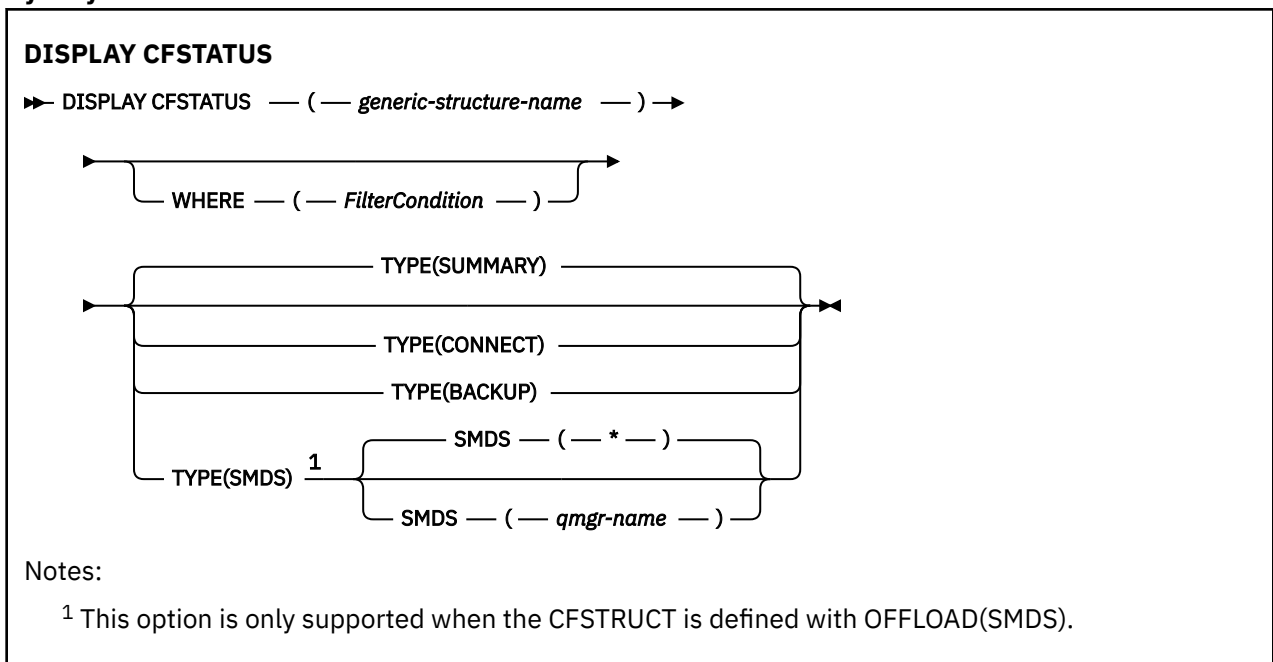 DISPLAY CFSTATUS
DISPLAY CFSTATUS ( generic-structure-name )
WHERE ( FilterCondition )
TYPE(SUMMARY)
TYPE(CONNECT)
TYPE(BACKUP)
SMDS ( * )
TYPE(SMDS) 1
SMDS ( qmgr-name )
Notes:
1 This option is only supported when the CFSTRUCT is defined with OFFLOAD(SMDS).